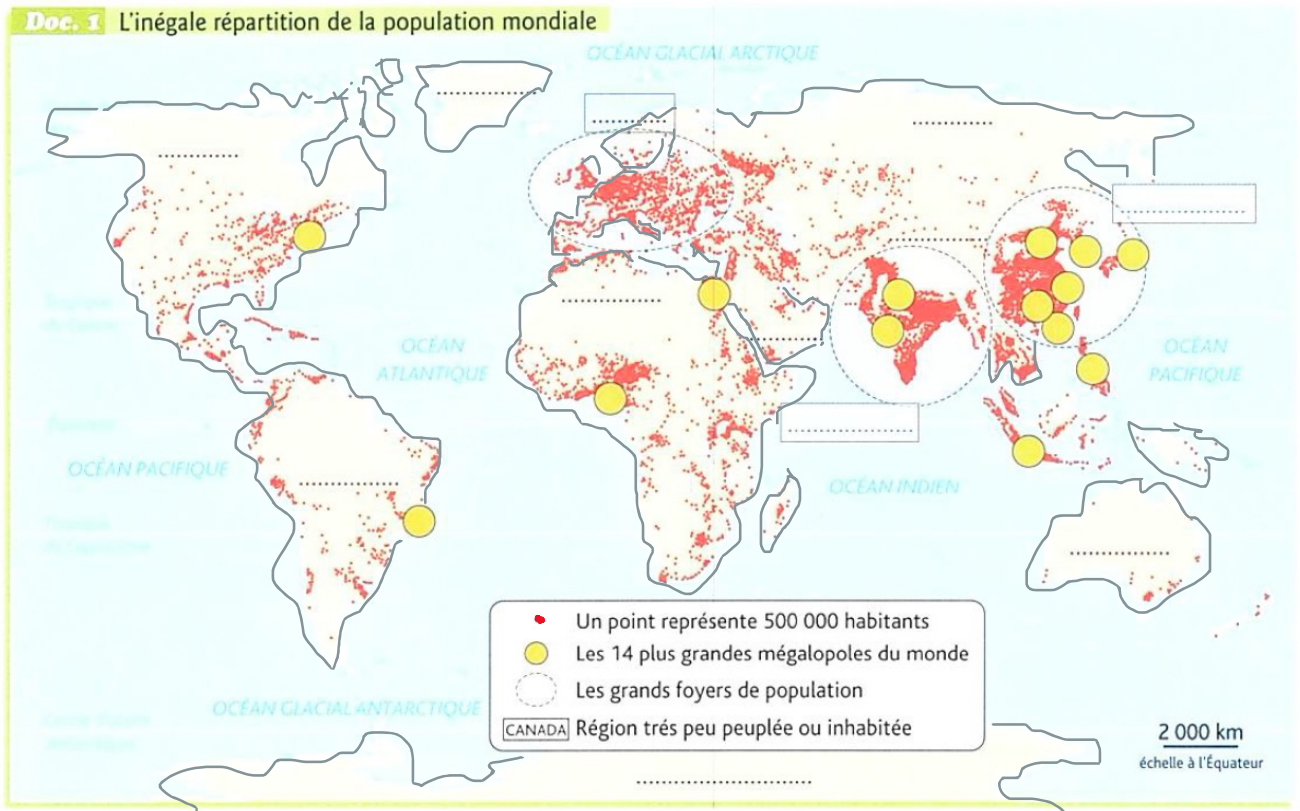 Doc. 1 L'inégale répartition de la population mondiale
OCÉAN GLACIAL ARCTIQUE
OCÉAN
ATLANTIQUE
OCÉAN
PACIFIQUE
OCÉAN PACIFIQUE
OCÉAN INDIEN
Un point représente 500 000 habitants
Les 14 plus grandes mégalopoles du monde
Les grands foyers de population
CANADA Région trés peu peuplée ou inhabitée
OCÉAN GLACIAL ANTARCTIQUE
2 000 km
échelle à l'Équateur